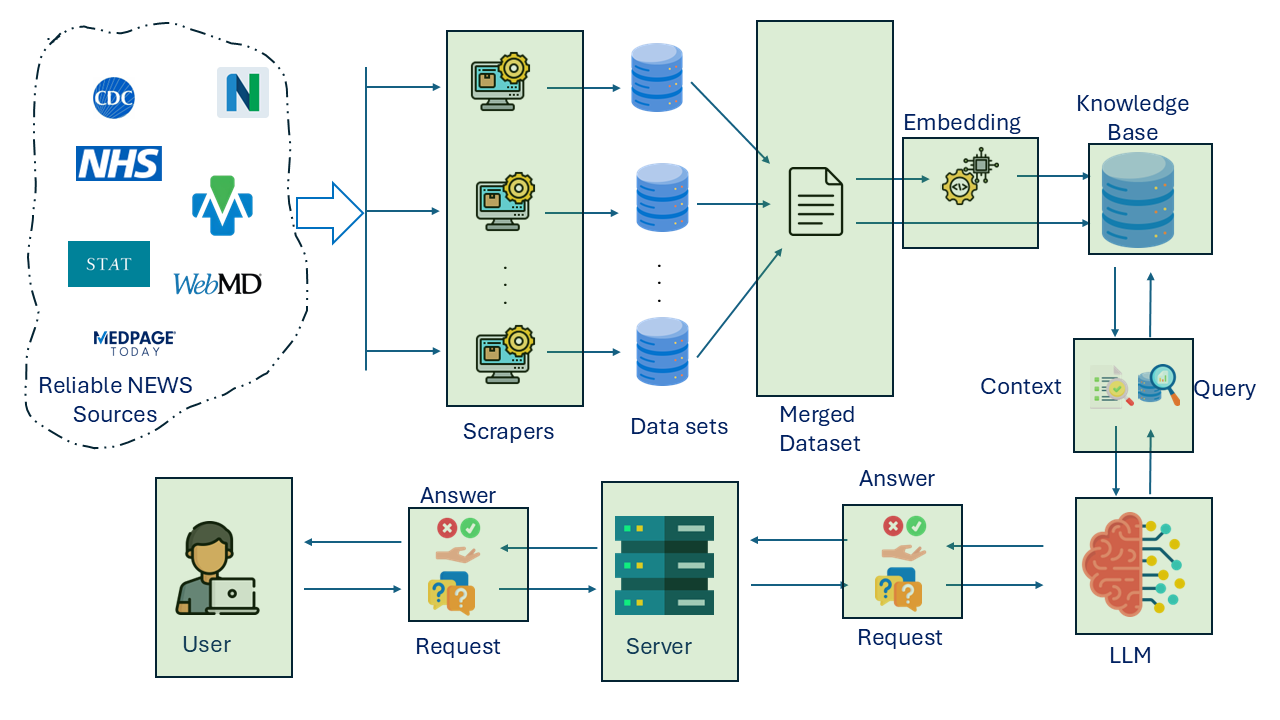 CDC
N
NHS
STAT
WebMD
MEDPAGE
TODAY
Reliable NEWS
Sources
Scrapers
Data sets
Merged
Dataset
Embedding
Knowledge
Base
Context
Query
Answer
Request
Answer
Request
User
Server
LLM